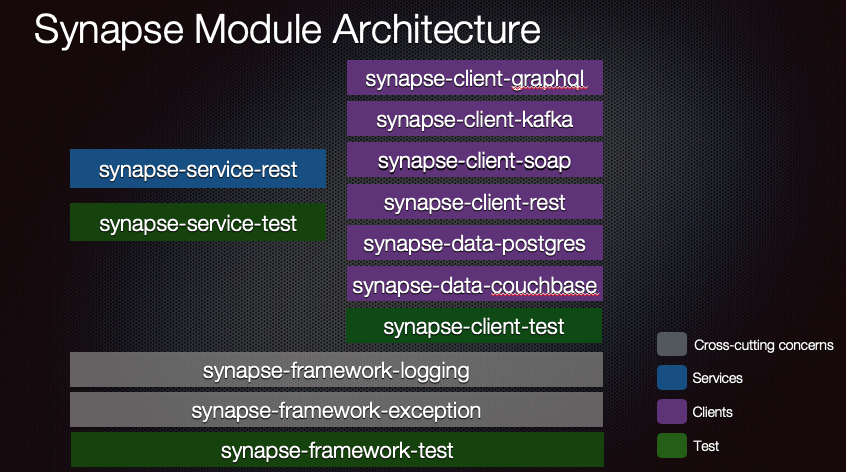 Synapse Module Architecture
synapse-client-graphql
synapse-client-kafka
synapse-client-soap
synapse-client-rest
synapse-data-postgres
synapse-data-couchbase
synapse-client-test
synapse-service-rest
synapse-service-test
synapse-framework-logging
synapse-framework-exception
synapse-framework-test
Cross-cutting concerns
Services
Clients
Test